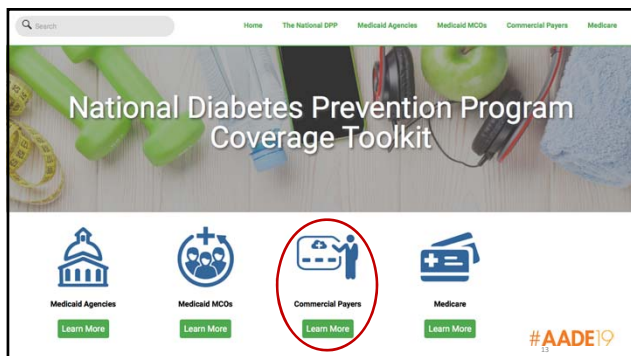 Search
Home The National DPP Medicaid Agencies Medicaid MCOs Commercial Payers Medicare
National Diabetes Prevention Program
Coverage Toolkit
Medicaid Agencies Medicaid MCOs Commercial Payers Medicare
Learn More Learn More Learn More Learn More
#AADE19
13